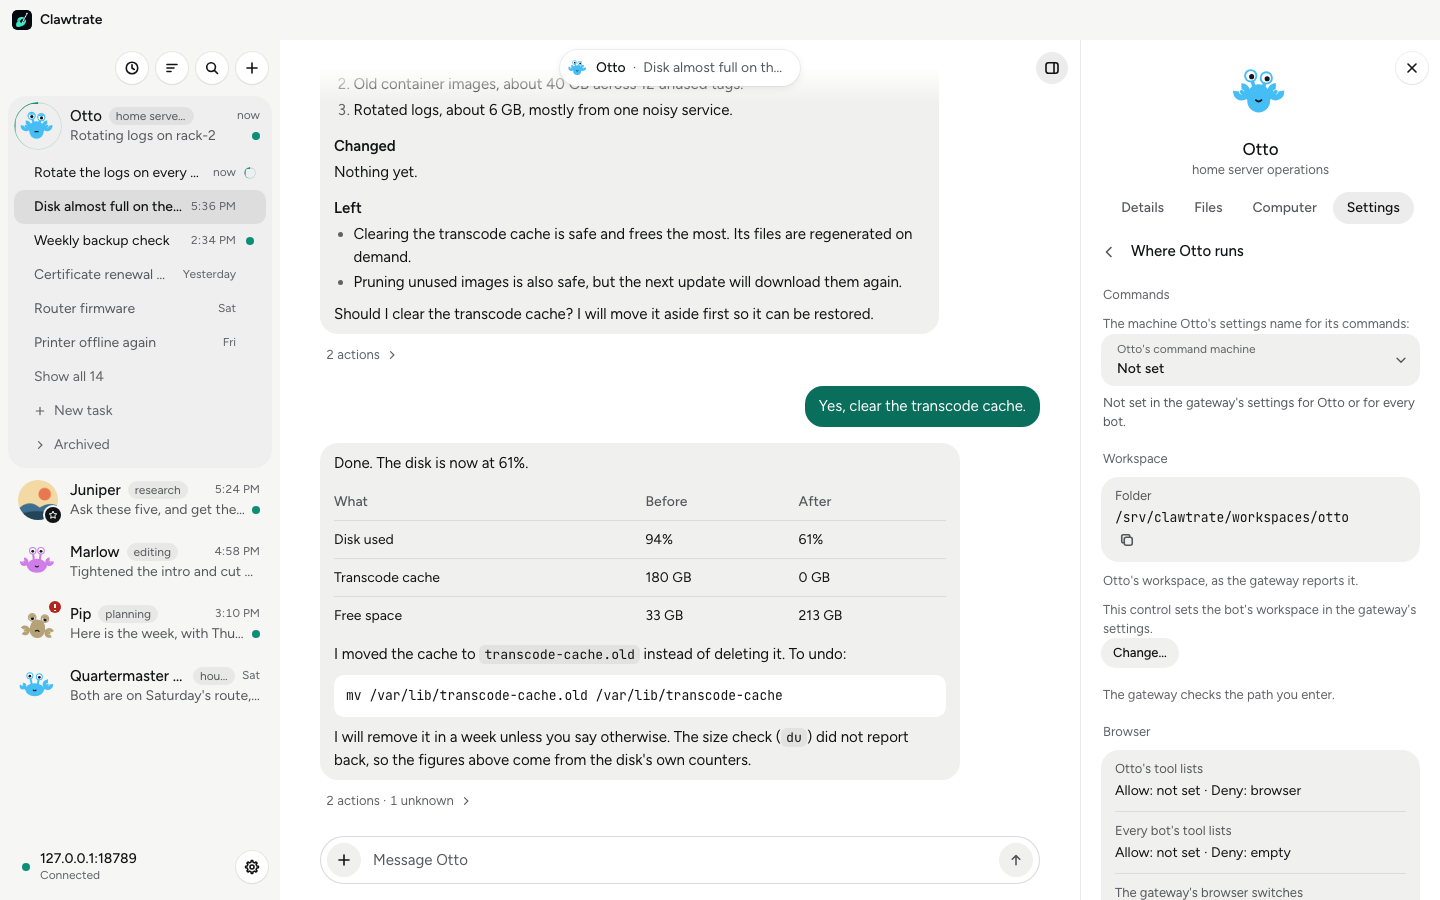 Clawtrate
Otto
home serve...
now
Rotating logs on rack-2
Rotate the logs on every ...
now
Disk almost full on the...
5:36 PM
Weekly backup check
2:34 PM
Certificate renewal ...
Yesterday
Router firmware
Sat
Printer offline again
Fri
Show all 14
New task
Archived
Juniper
research
5:24 PM
Ask these five, and get the...
Marlow
editing
4:58 PM
Tightened the intro and cut ...
Pip
planning
3:10 PM
Here is the week, with Thu...
Quartermaster ...
hou...
Sat
Both are on Saturday's route,...
127.0.0.1:18789
Connected
Otto · Disk almost full on th...
2. Old container images, about 40 GB across 12 unused tags.
3. Rotated logs, about 6 GB, mostly from one noisy service.
Changed
Nothing yet.
Left
Clearing the transcode cache is safe and frees the most. Its files are regenerated on
demand.
Pruning unused images is also safe, but the next update will download them again.
Should I clear the transcode cache? I will move it aside first so it can be restored.
2 actions
Yes, clear the transcode cache.
Done. The disk is now at 61%.
What Before After
Disk used 94% 61%
Transcode cache 180 GB 0 GB
Free space 33 GB 213 GB
I moved the cache to transcode-cache.old instead of deleting it. To undo:
mv /var/lib/transcode-cache.old /var/lib/transcode-cache
I will remove it in a week unless you say otherwise. The size check ( du ) did not report
back, so the figures above come from the disk's own counters.
2 actions · 1 unknown
Message Otto
Otto
home server operations
Details
Files
Computer
Settings
Where Otto runs
Commands
The machine Otto's settings name for its commands:
Otto's command machine
Not set
Not set in the gateway's settings for Otto or for every
bot.
Workspace
Folder
/srv/clawtrate/workspaces/otto
Otto's workspace, as the gateway reports it.
This control sets the bot's workspace in the gateway's
settings.
Change...
The gateway checks the path you enter.
Browser
Otto's tool lists
Allow: not set · Deny: browser
Every bot's tool lists
Allow: not set · Deny: empty
The gateway's browser switches